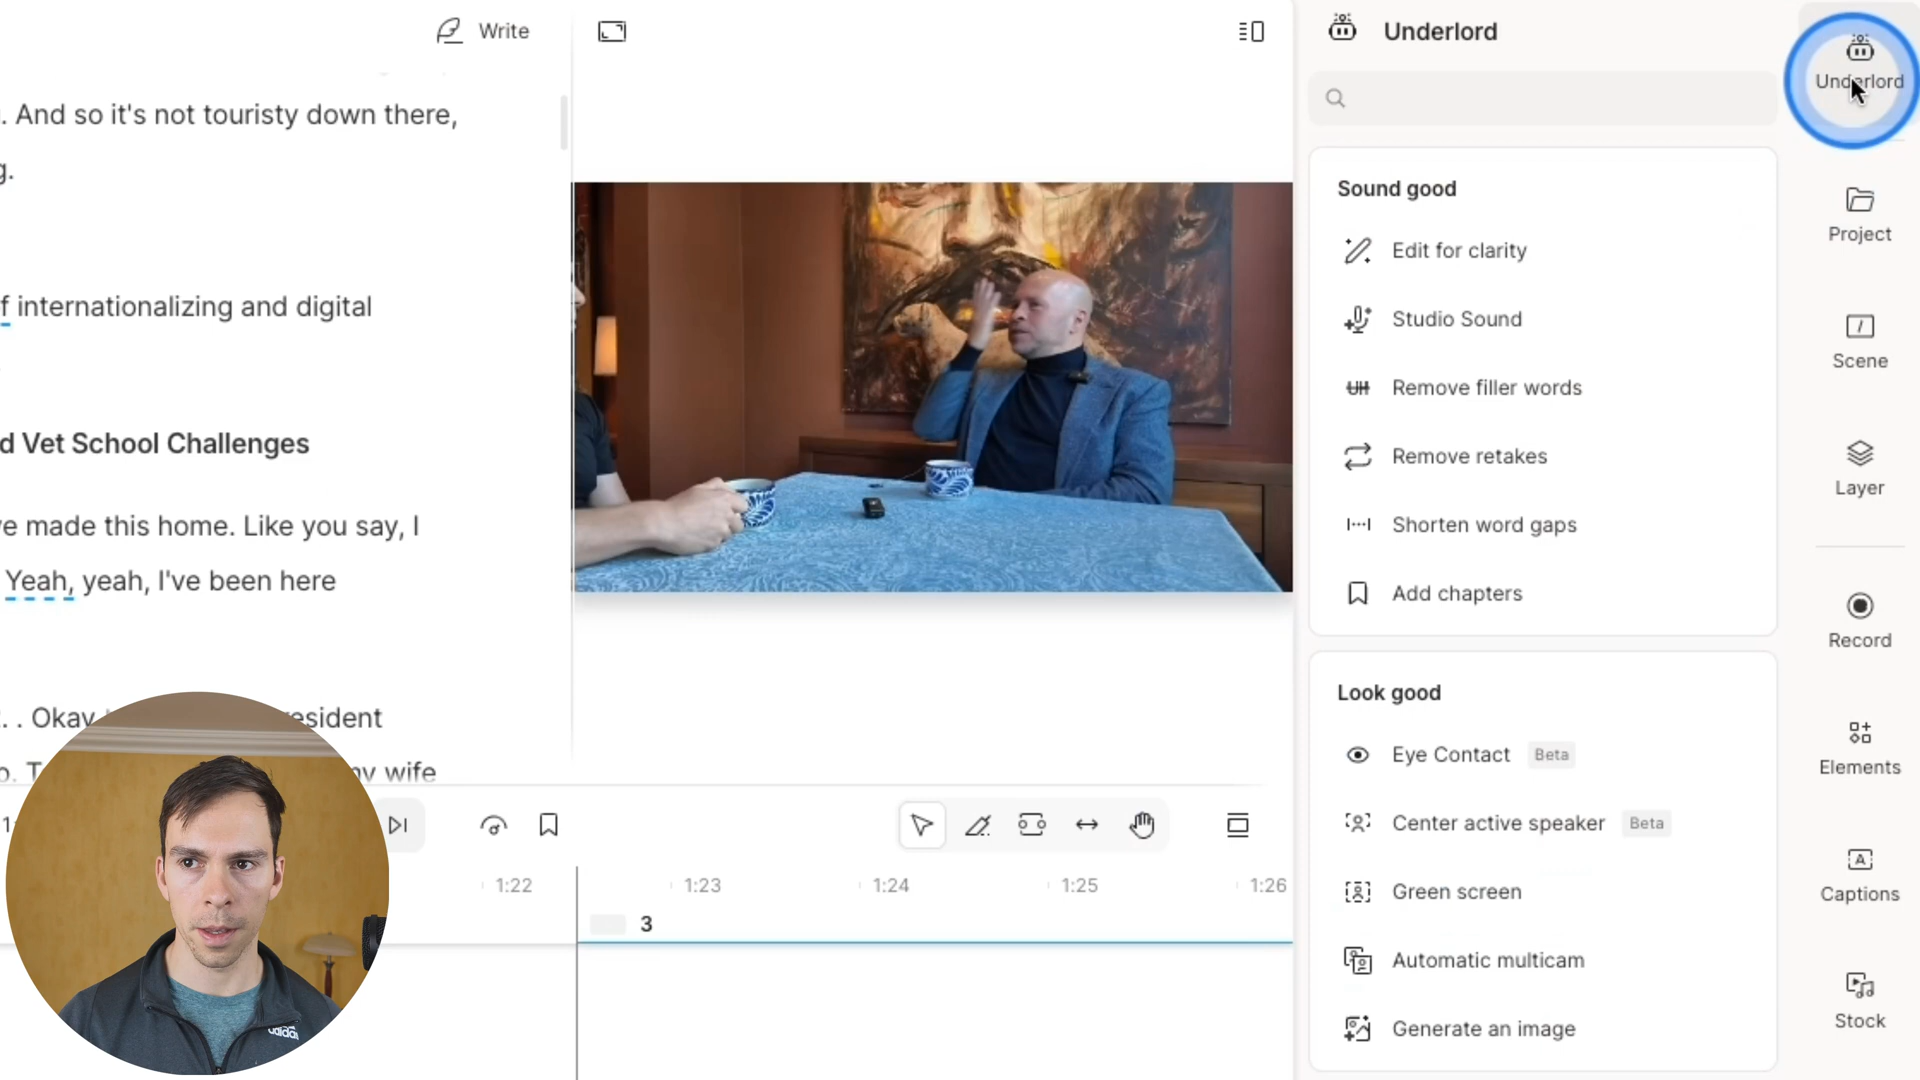 Write
. And so it's not touristy down there,
g.
f internationalizing and digital
d Vet School Challenges
ve made this home. Like you say, I
Yeah, yeah, I've been here
. . Okay
esident
o. T
ny wife
1:22
1:23
1:24
1:25
1:26
3
adidas
Underlord
Sound good
Edit for clarity
UH
Studio Sound
Remove filler words
Remove retakes
Shorten word gaps
Add chapters
Look good
Eye Contact Beta
Center active speaker Beta
Green screen
Automatic multicam
Generate an image
Underlord
Project
Scene
Layer
Record
Elements
Captions
Stock